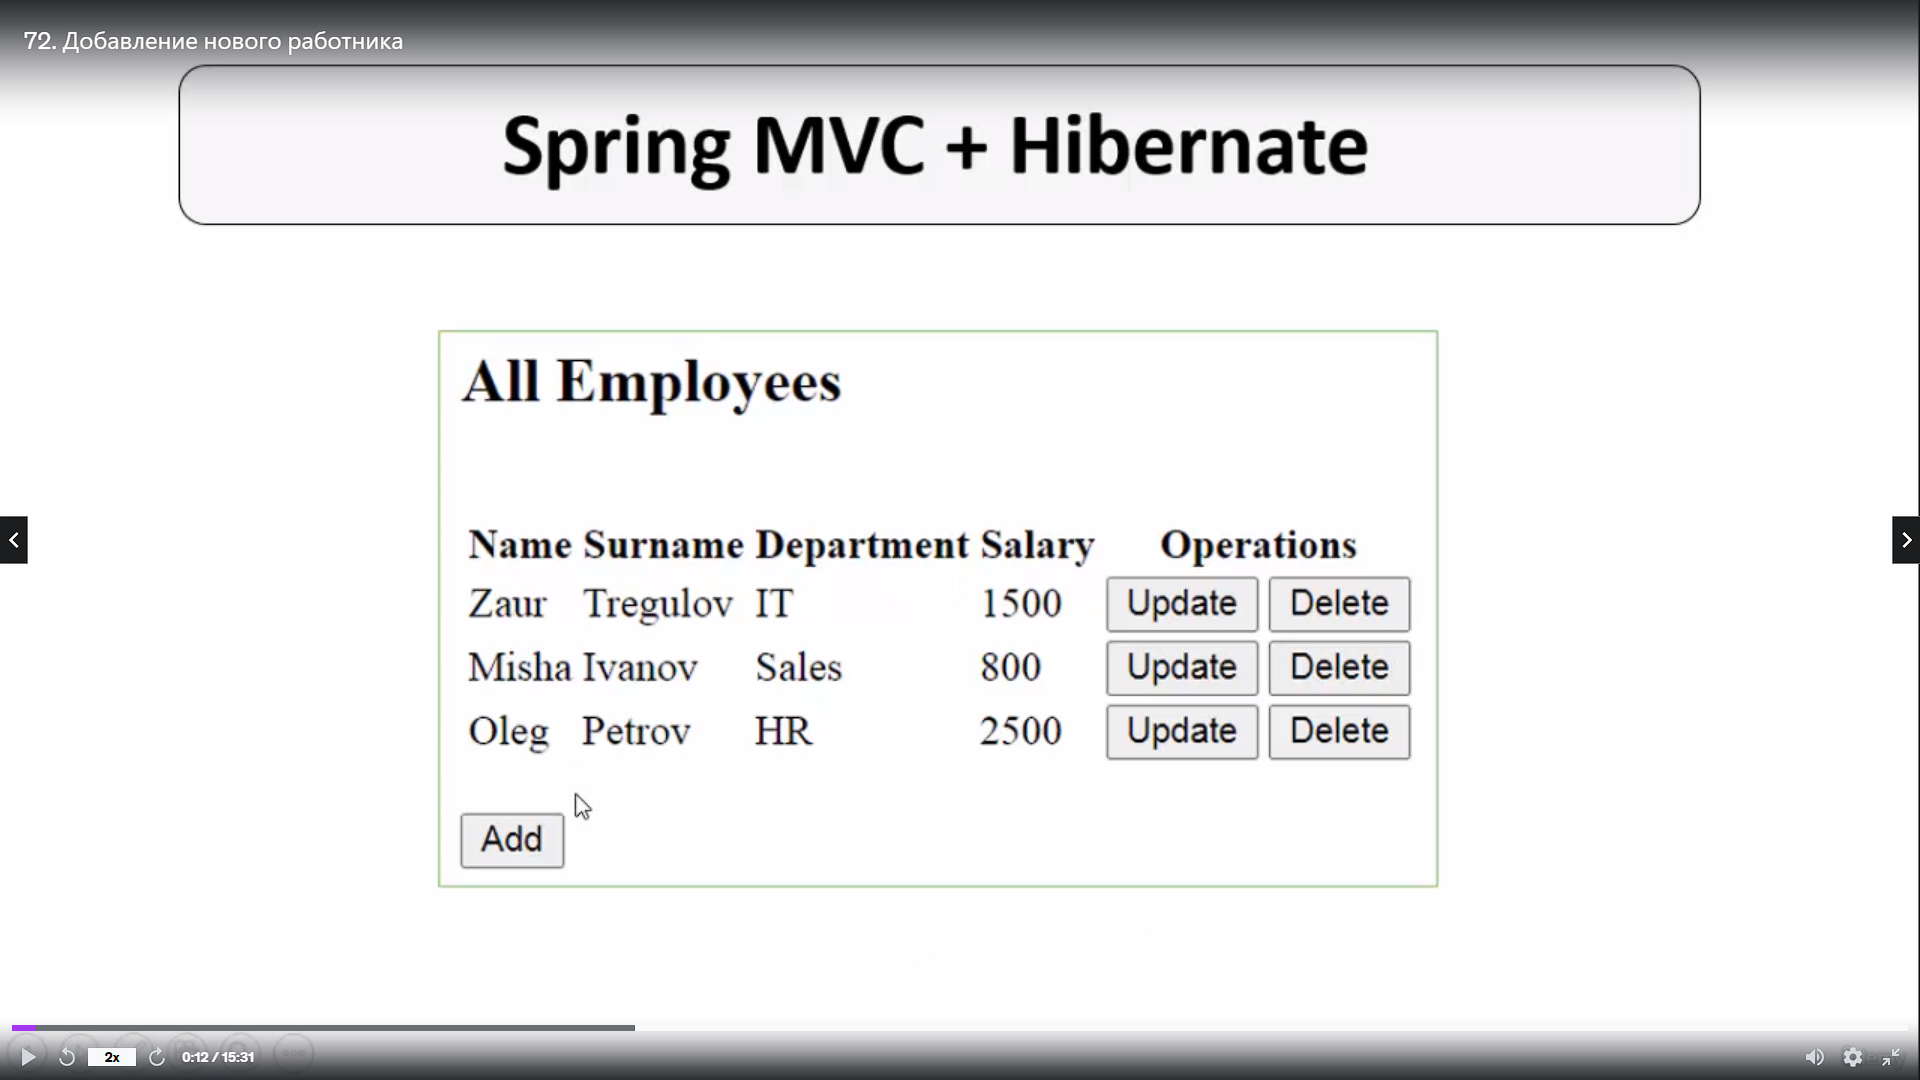 72. Добавление нового работника
Spring MVC + Hibernate
All Employees
Name Surname Department Salary Operations
Zaur Tregulov IT 1500 Update Delete
Misha Ivanov Sales 800 Update Delete
Oleg Petrov HR 2500 Update Delete
Add
2x 0:12 / 15:31